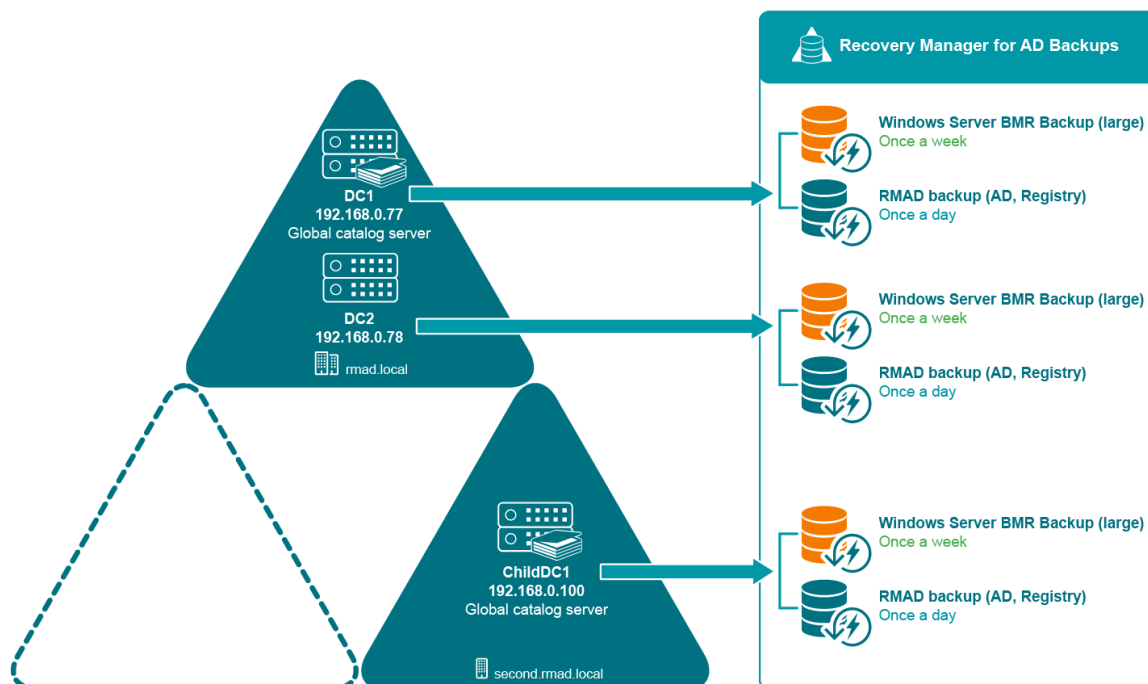 Recovery Manager for AD Backups
DC1
192.168.0.77
Global catalog server
DC2
192.168.0.78
rmad.local
ChildDC1
192.168.0.100
Global catalog server
second.rmad.local
Windows Server BMR Backup (large)
Once a week
RMAD backup (AD, Registry)
Once a day
Windows Server BMR Backup (large)
Once a week
RMAD backup (AD, Registry)
Once a day
Windows Server BMR Backup (large)
Once a week
RMAD backup (AD, Registry)
Once a day